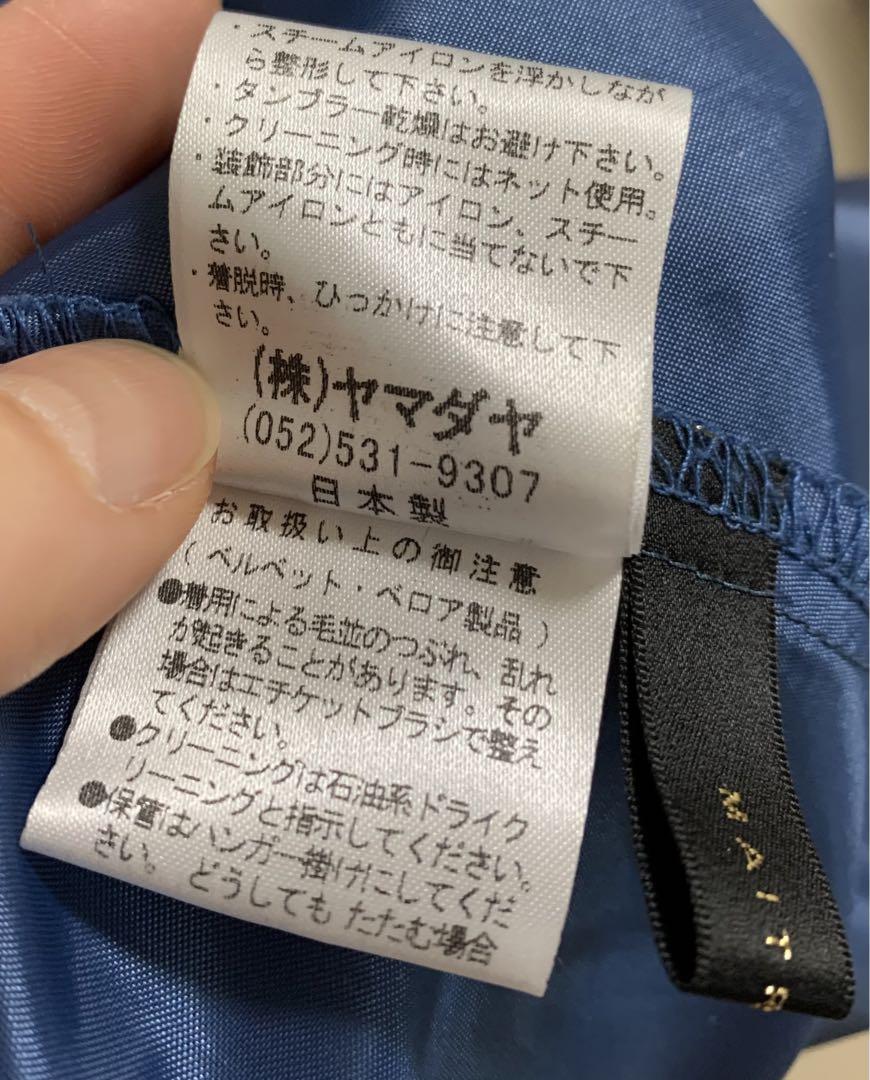 ・スチームアイロンを浮かしなが
ら整形して下さい。
・タンブラー乾燥はお避け下さい。
・クリーニング時にはネット使用。
・装飾部分にはアイロン、スチー
ムアイロンともに当てないで下
さい。
・着脱時、ひっかけに注意して下
さい。
(株)ヤマダヤ
(052)531-9307
日本製
お取扱い上の御注意
(ベルベット・ベロア製品)
●着用による毛並のつぶれ、乱れ
が起きることがあります。その
場合はエチケットブラシで整え
てください。
●クリーニングは石油系ドライク
リーニングと指示してください。
●保管はハンガー掛けにしてくだ
さい。どうしてもたたむ場合
MAITR